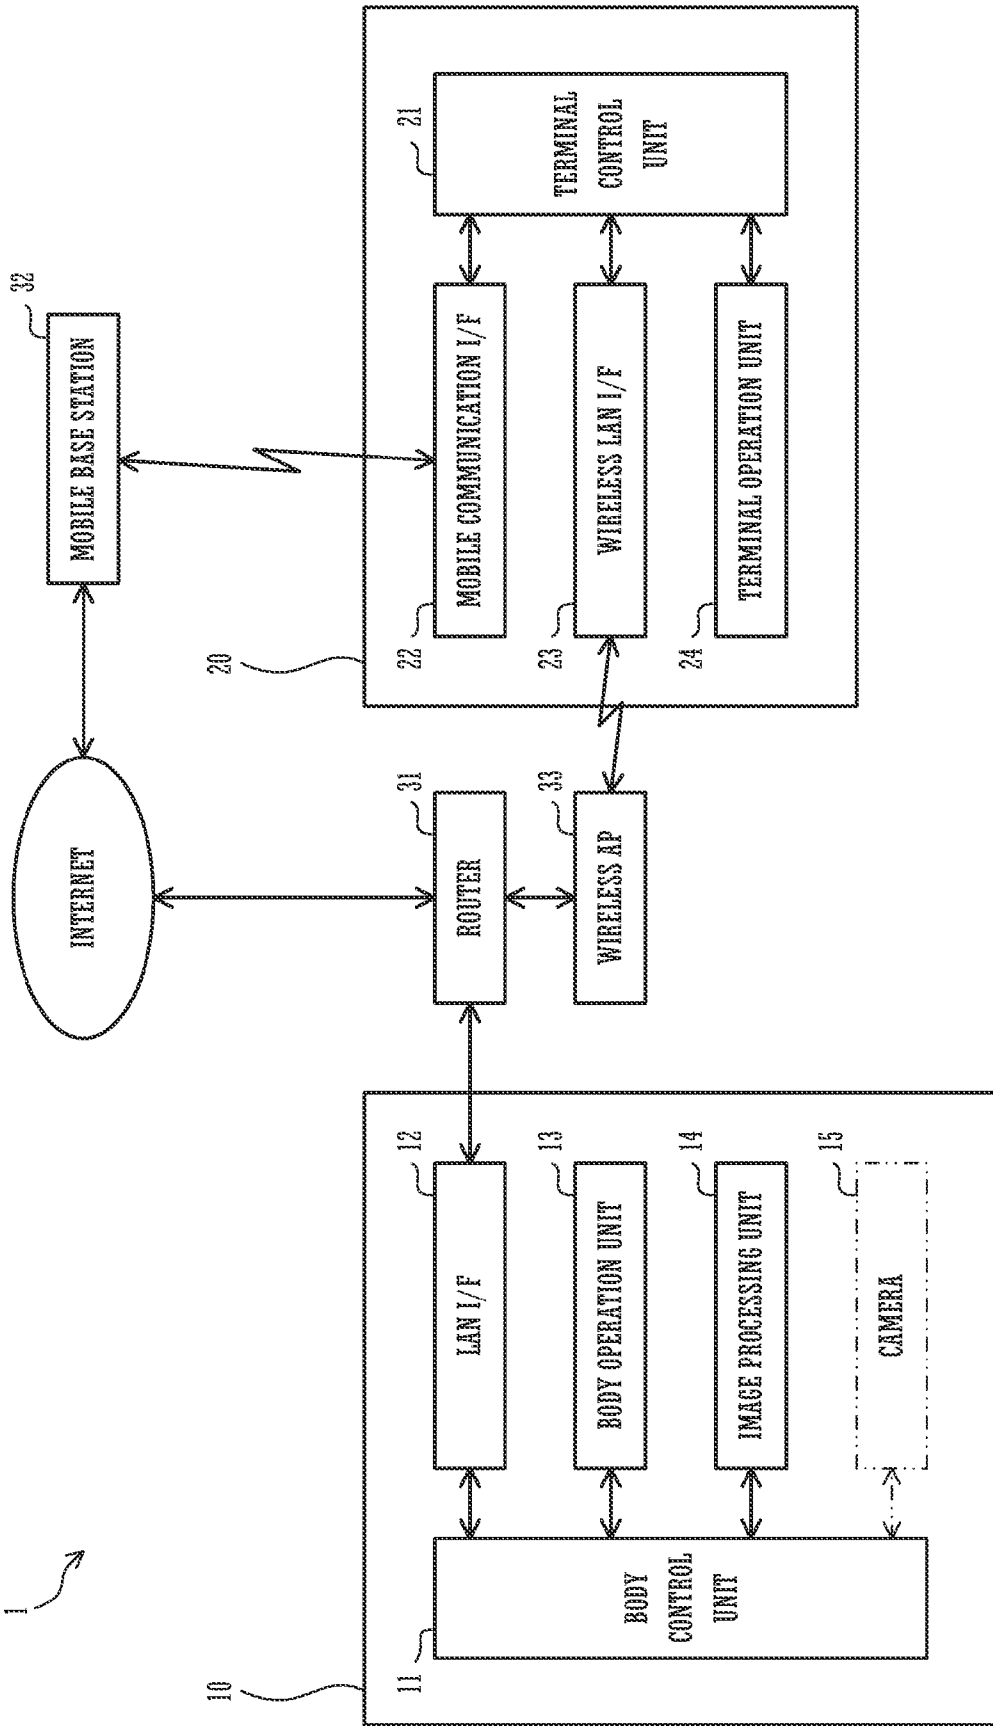 1
INTERNET
MOBILE BASE STATION
32
10
20
11
BODY
CONTROL
UNIT
LAN I/F
12
BODY OPERATION UNIT
13
IMAGE PROCESSING UNIT
14
CAMERA
15
ROUTER
31
WIRELESS AP
33
22
MOBILE COMMUNICATION I/F
23
WIRELESS LAN I/F
24
TERMINAL OPERATION UNIT
21
TERMINAL
CONTROL
UNIT